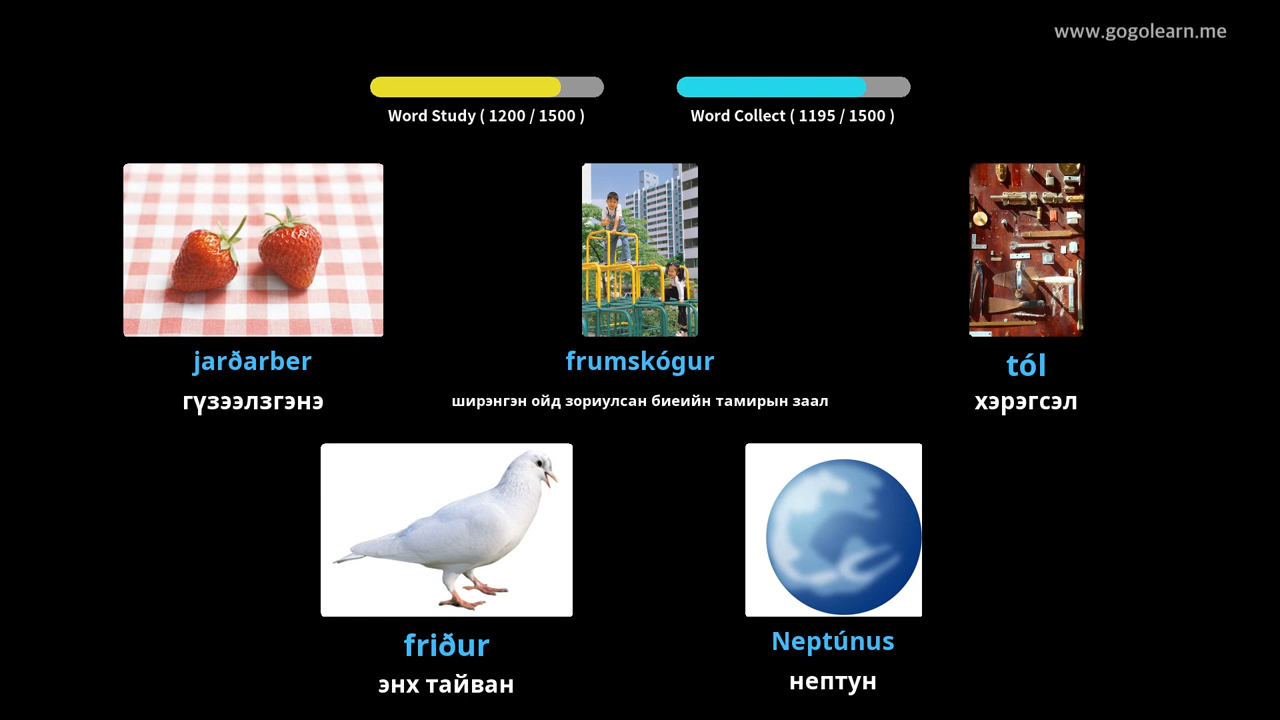 www.gogolearn.me
Word Study ( 1200 / 1500 )
Word Collect ( 1195 / 1500 )
jarðarber
frumskógur
tól
гүзээлзгэнэ
ширэнгэн ойд зориулсан биеийн тамирын заал
хэрэгсэл
friður
Neptúnus
энх тайван
нептун